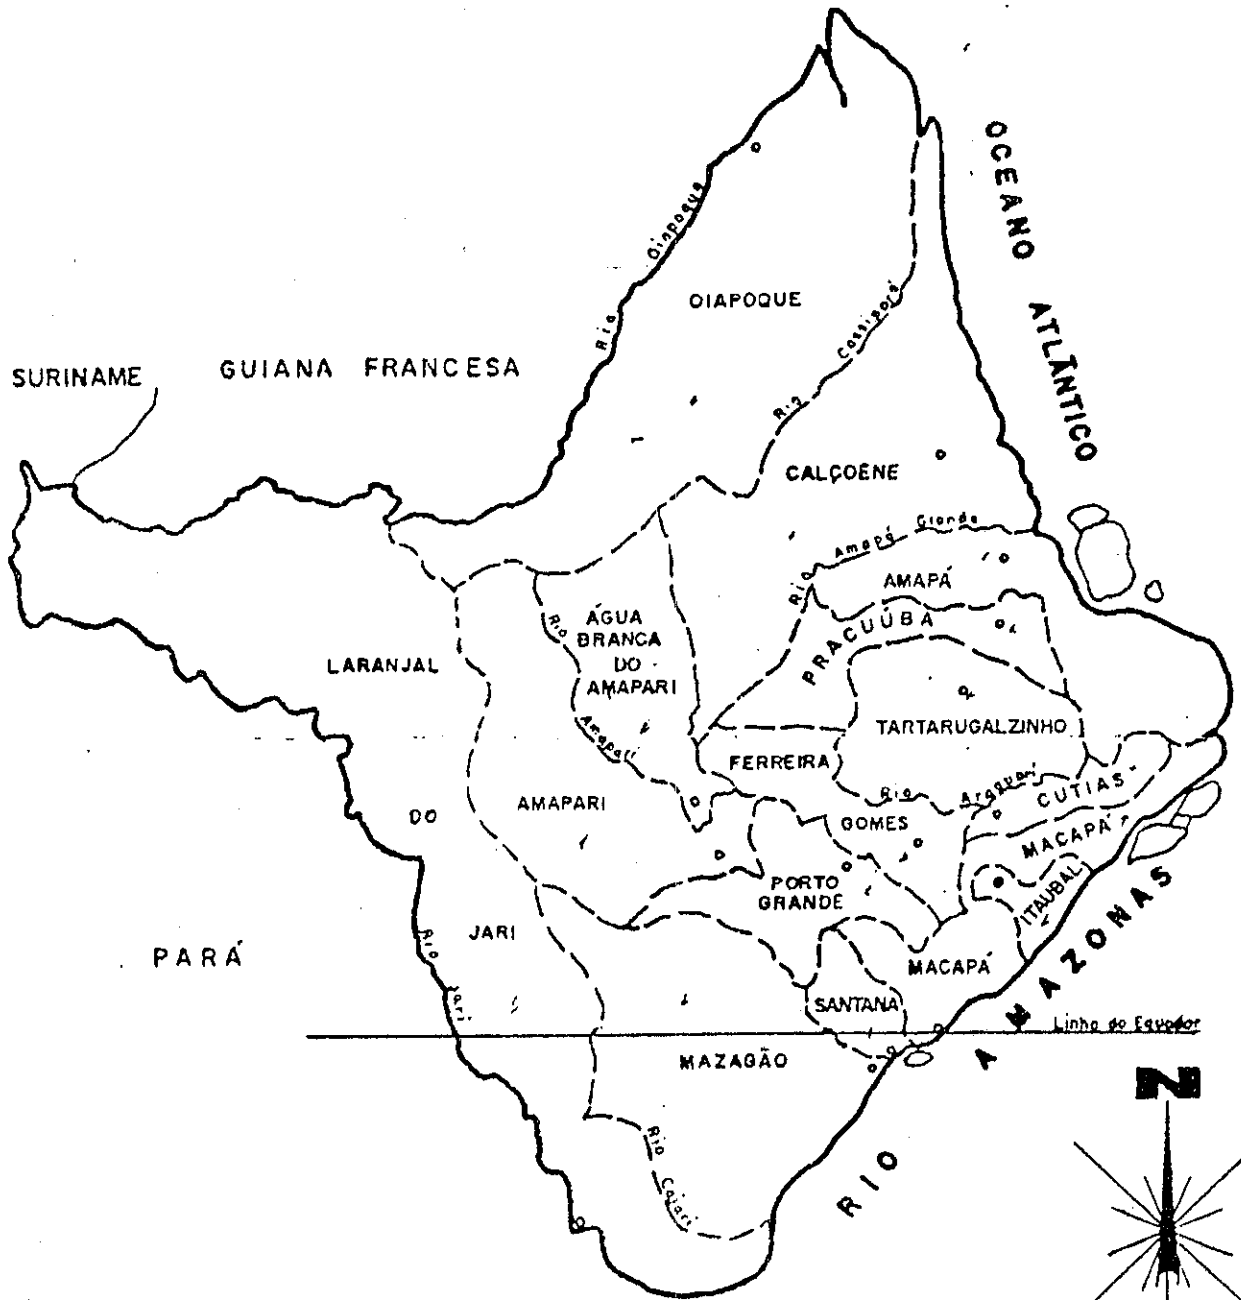 OCEANO ATLÂNTICO
Rio Oiapoque
OIAPOQUE
Rio Cassiporé
SURINAME
GUIANA FRANCESA
CALÇOENE
Rio Amapá Grande
AMAPÁ
ÁGUA
BRANCA
DO
AMAPARI
PRACUÚBA
Rio Amapari
LARANJAL
DO
JARI
TARTARUGALZINHO
FERREIRA
GOMES
Rio Araguari
CUTIAS
AMAPARI
MACAPÁ
ITAUBAL
PORTO
GRANDE
PARÁ
Rio Jari
MACAPÁ
SANTANA
Linha do Equador
MAZAGÃO
RIO AMAZONAS
Rio Cajari
N